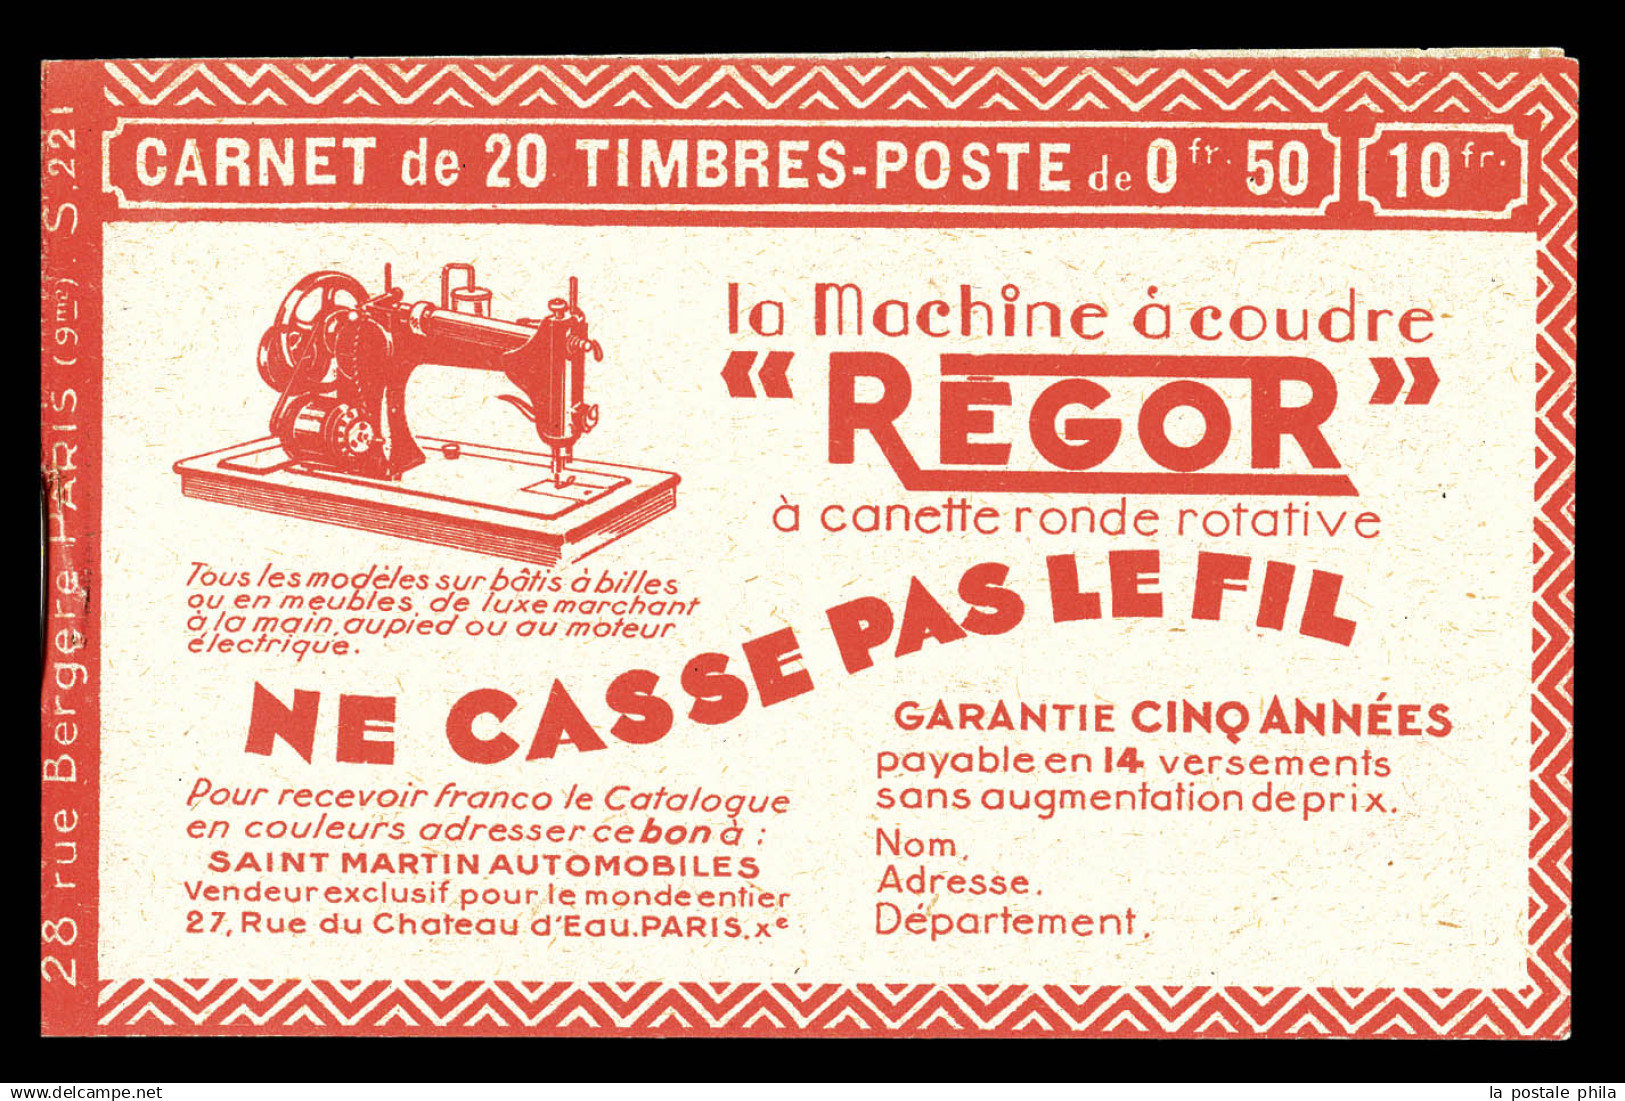 28 rue Bergère PARIS (9me). S.221
CARNET de 20 TIMBRES-POSTE de 0fr. 50
10fr.
la Machine à coudre
“RÉGOR”
à canette ronde rotative
Tous les modèles sur bâtis à billes
ou en meubles, de luxe marchant
à la main, au pied ou au moteur
électrique.
NE CASSE PAS LE FIL
Pour recevoir franco le Catalogue
en couleurs adresser ce bon à :
SAINT MARTIN AUTOMOBILES
Vendeur exclusif pour le monde entier
27, Rue du Chateau d'Eau. PARIS. Xe
GARANTIE CINQ ANNÉES
payable en 14 versements
sans augmentation de prix.
Nom.
Adresse.
Département.
DELCAMPE.NET
la postale phila